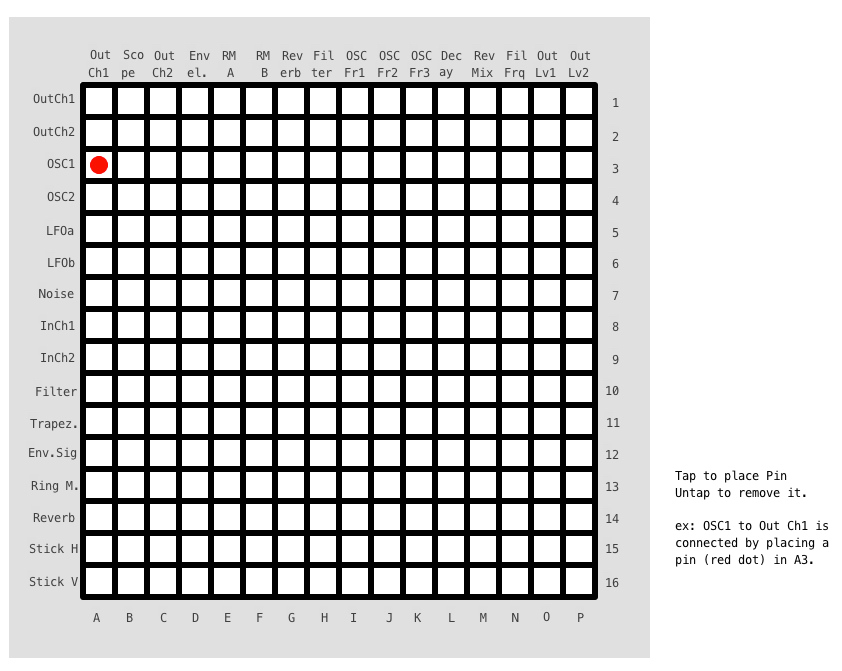 Out Sco Out Env RM RM Rev Fil OSC OSC OSC Dec Rev Fil Out Out
Ch1 pe Ch2 el. A B erb ter Fr1 Fr2 Fr3 ay Mix Frq Lv1 Lv2
OutCh1 1
OutCh2 2
OSC1 3
OSC2 4
LFOa 5
LFOb 6
Noise 7
InCh1 8
InCh2 9
Filter 10
Trapez. 11
Env.Sig 12
Ring M. 13
Reverb 14
Stick H 15
Stick V 16
A B C D E F G H I J K L M N O P
Tap to place Pin
Untap to remove it.
ex: OSC1 to Out Ch1 is
connected by placing a
pin (red dot) in A3.